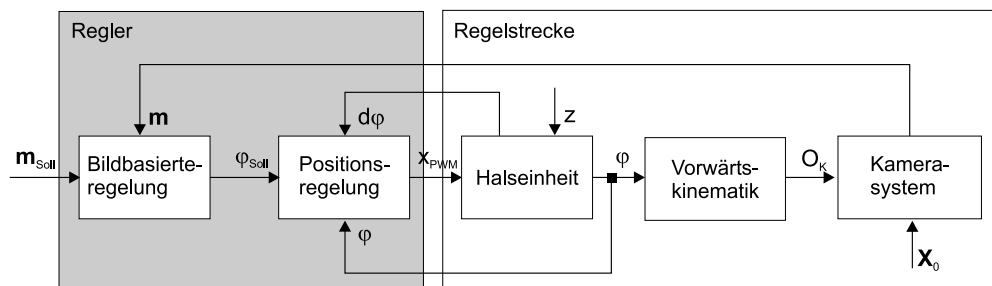 Regler
Regelstrecke
m
dφ
z
m_Soll
Bildbasierte-
regelung
φ_Soll
Positions-
regelung
x_PWM
Halseinheit
φ
Vorwärts-
kinematik
O_K
Kamera-
system
φ
X_0